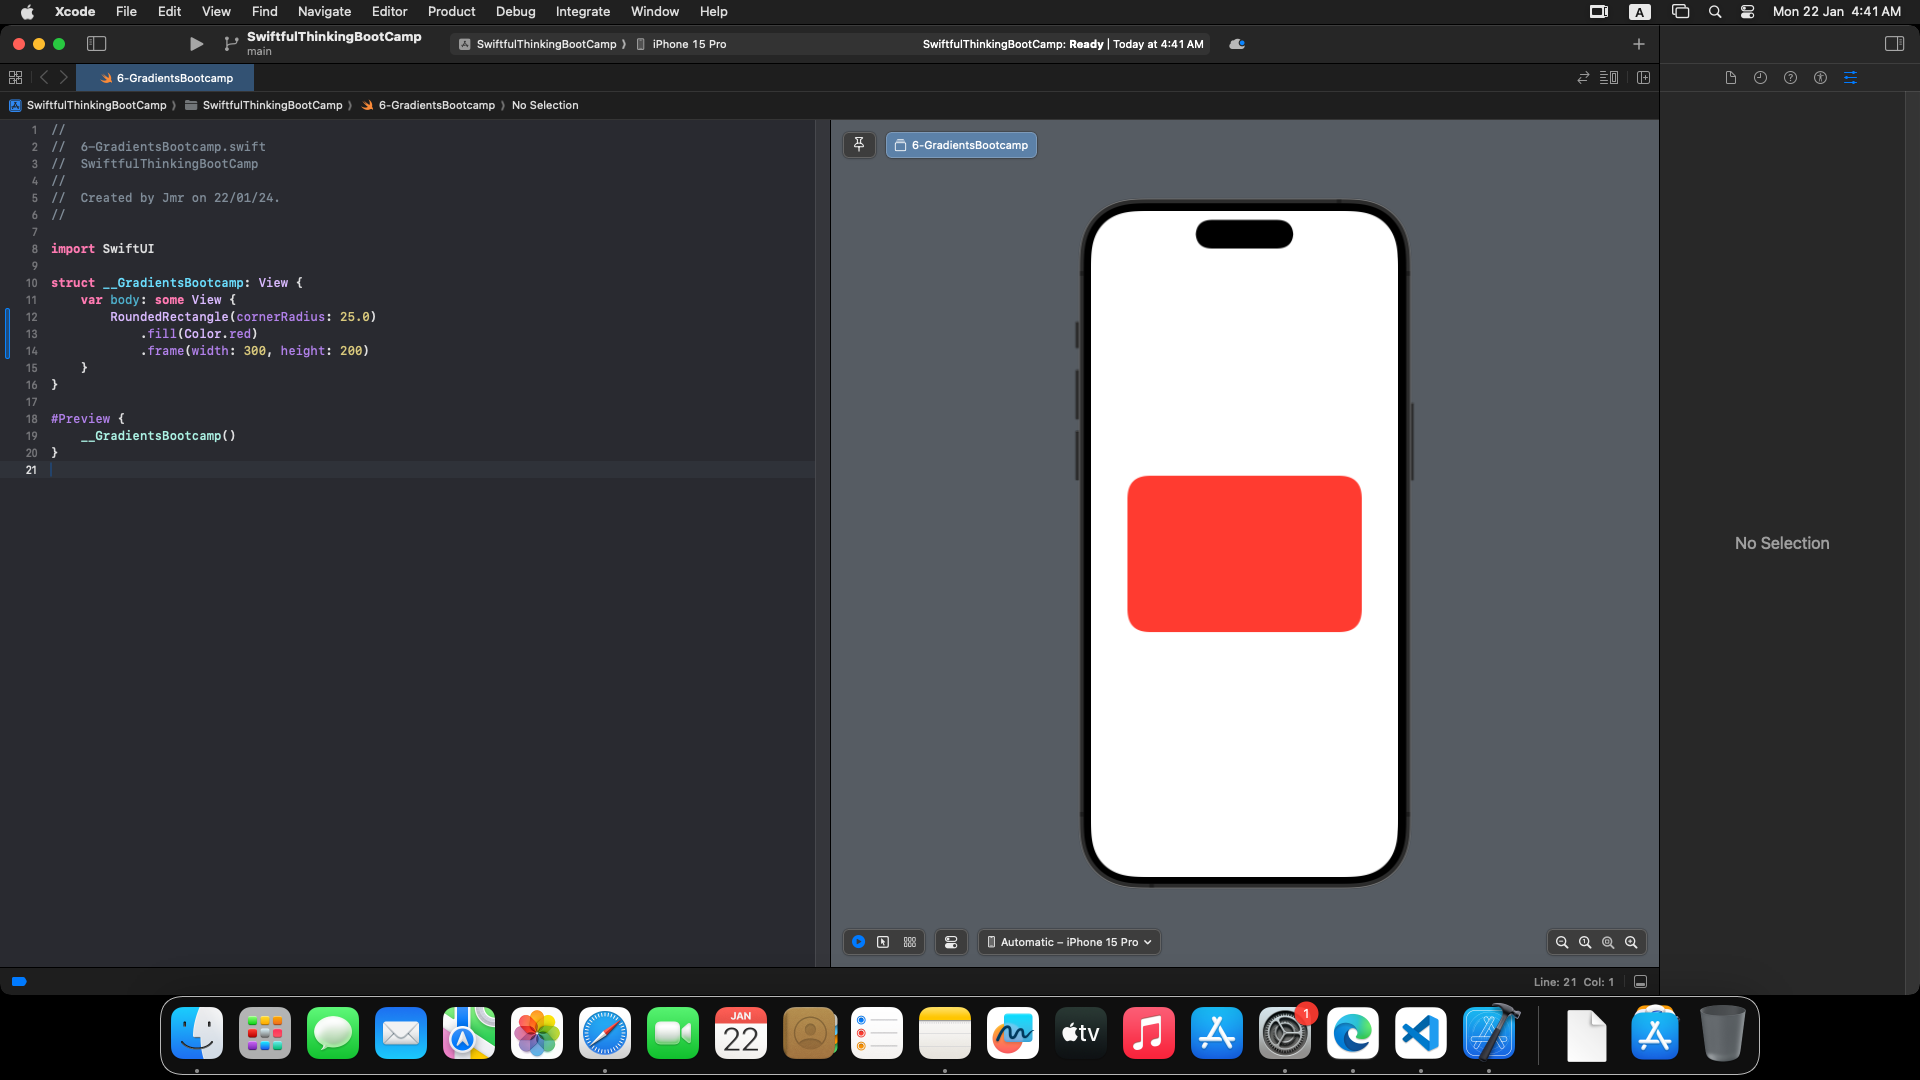 Xcode File Edit View Find Navigate Editor Product Debug Integrate Window Help
A
Mon 22 Jan 4:41 AM
SwiftfulThinkingBootCamp
main
SwiftfulThinkingBootCamp ⟩ iPhone 15 Pro
SwiftfulThinkingBootCamp: Ready | Today at 4:41 AM
6-GradientsBootcamp
SwiftfulThinkingBootCamp ⟩ SwiftfulThinkingBootCamp ⟩ 6-GradientsBootcamp ⟩ No Selection
1 //
2 //  6-GradientsBootcamp.swift
3 //  SwiftfulThinkingBootCamp
4 //
5 //  Created by Jmr on 22/01/24.
6 //
7
8 import SwiftUI
9
10 struct __GradientsBootcamp: View {
11     var body: some View {
12         RoundedRectangle(cornerRadius: 25.0)
13             .fill(Color.red)
14             .frame(width: 300, height: 200)
15     }
16 }
17
18 #Preview {
19     __GradientsBootcamp()
20 }
21
6-GradientsBootcamp
Automatic – iPhone 15 Pro
No Selection
Line: 21 Col: 1
JAN
22
tv
1